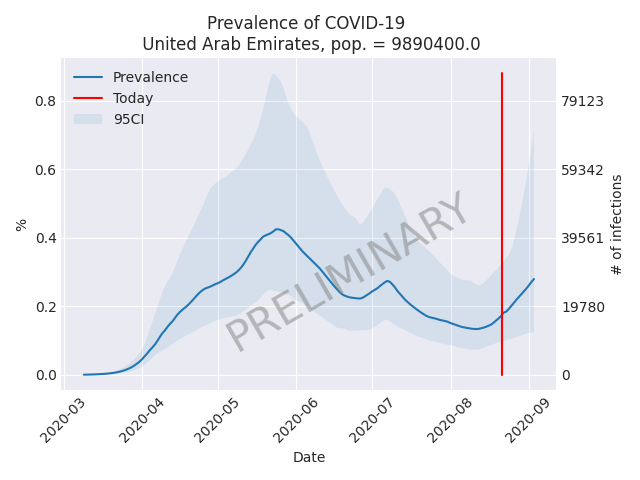 Prevalence of COVID-19
United Arab Emirates, pop. = 9890400.0
Prevalence
Today
95CI
0.8
0.6
0.4
0.2
0.0
%
79123
59342
39561
19780
0
# of infections
PRELIMINARY
2020-03
2020-04
2020-05
2020-06
2020-07
2020-08
2020-09
Date